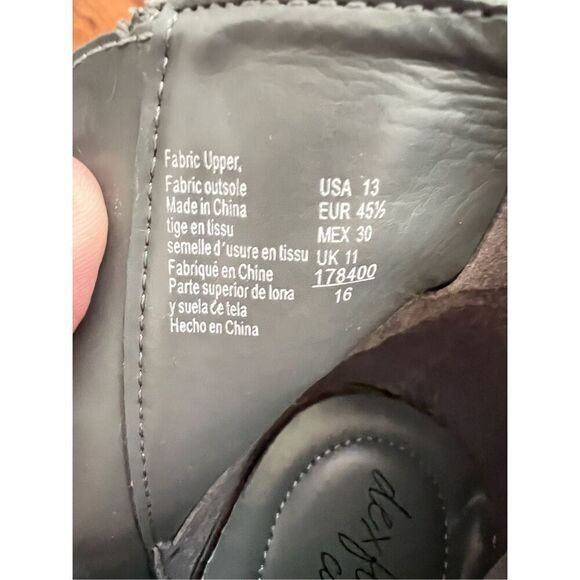 Fabric Upper,
Fabric outsole
Made in China
tige en tissu
semelle d'usure en tissu
Fabriqué en Chine
Parte superior de lona
y suela de tela
Hecho en China
USA 13
EUR 45½
MEX 30
UK 11
178400
16